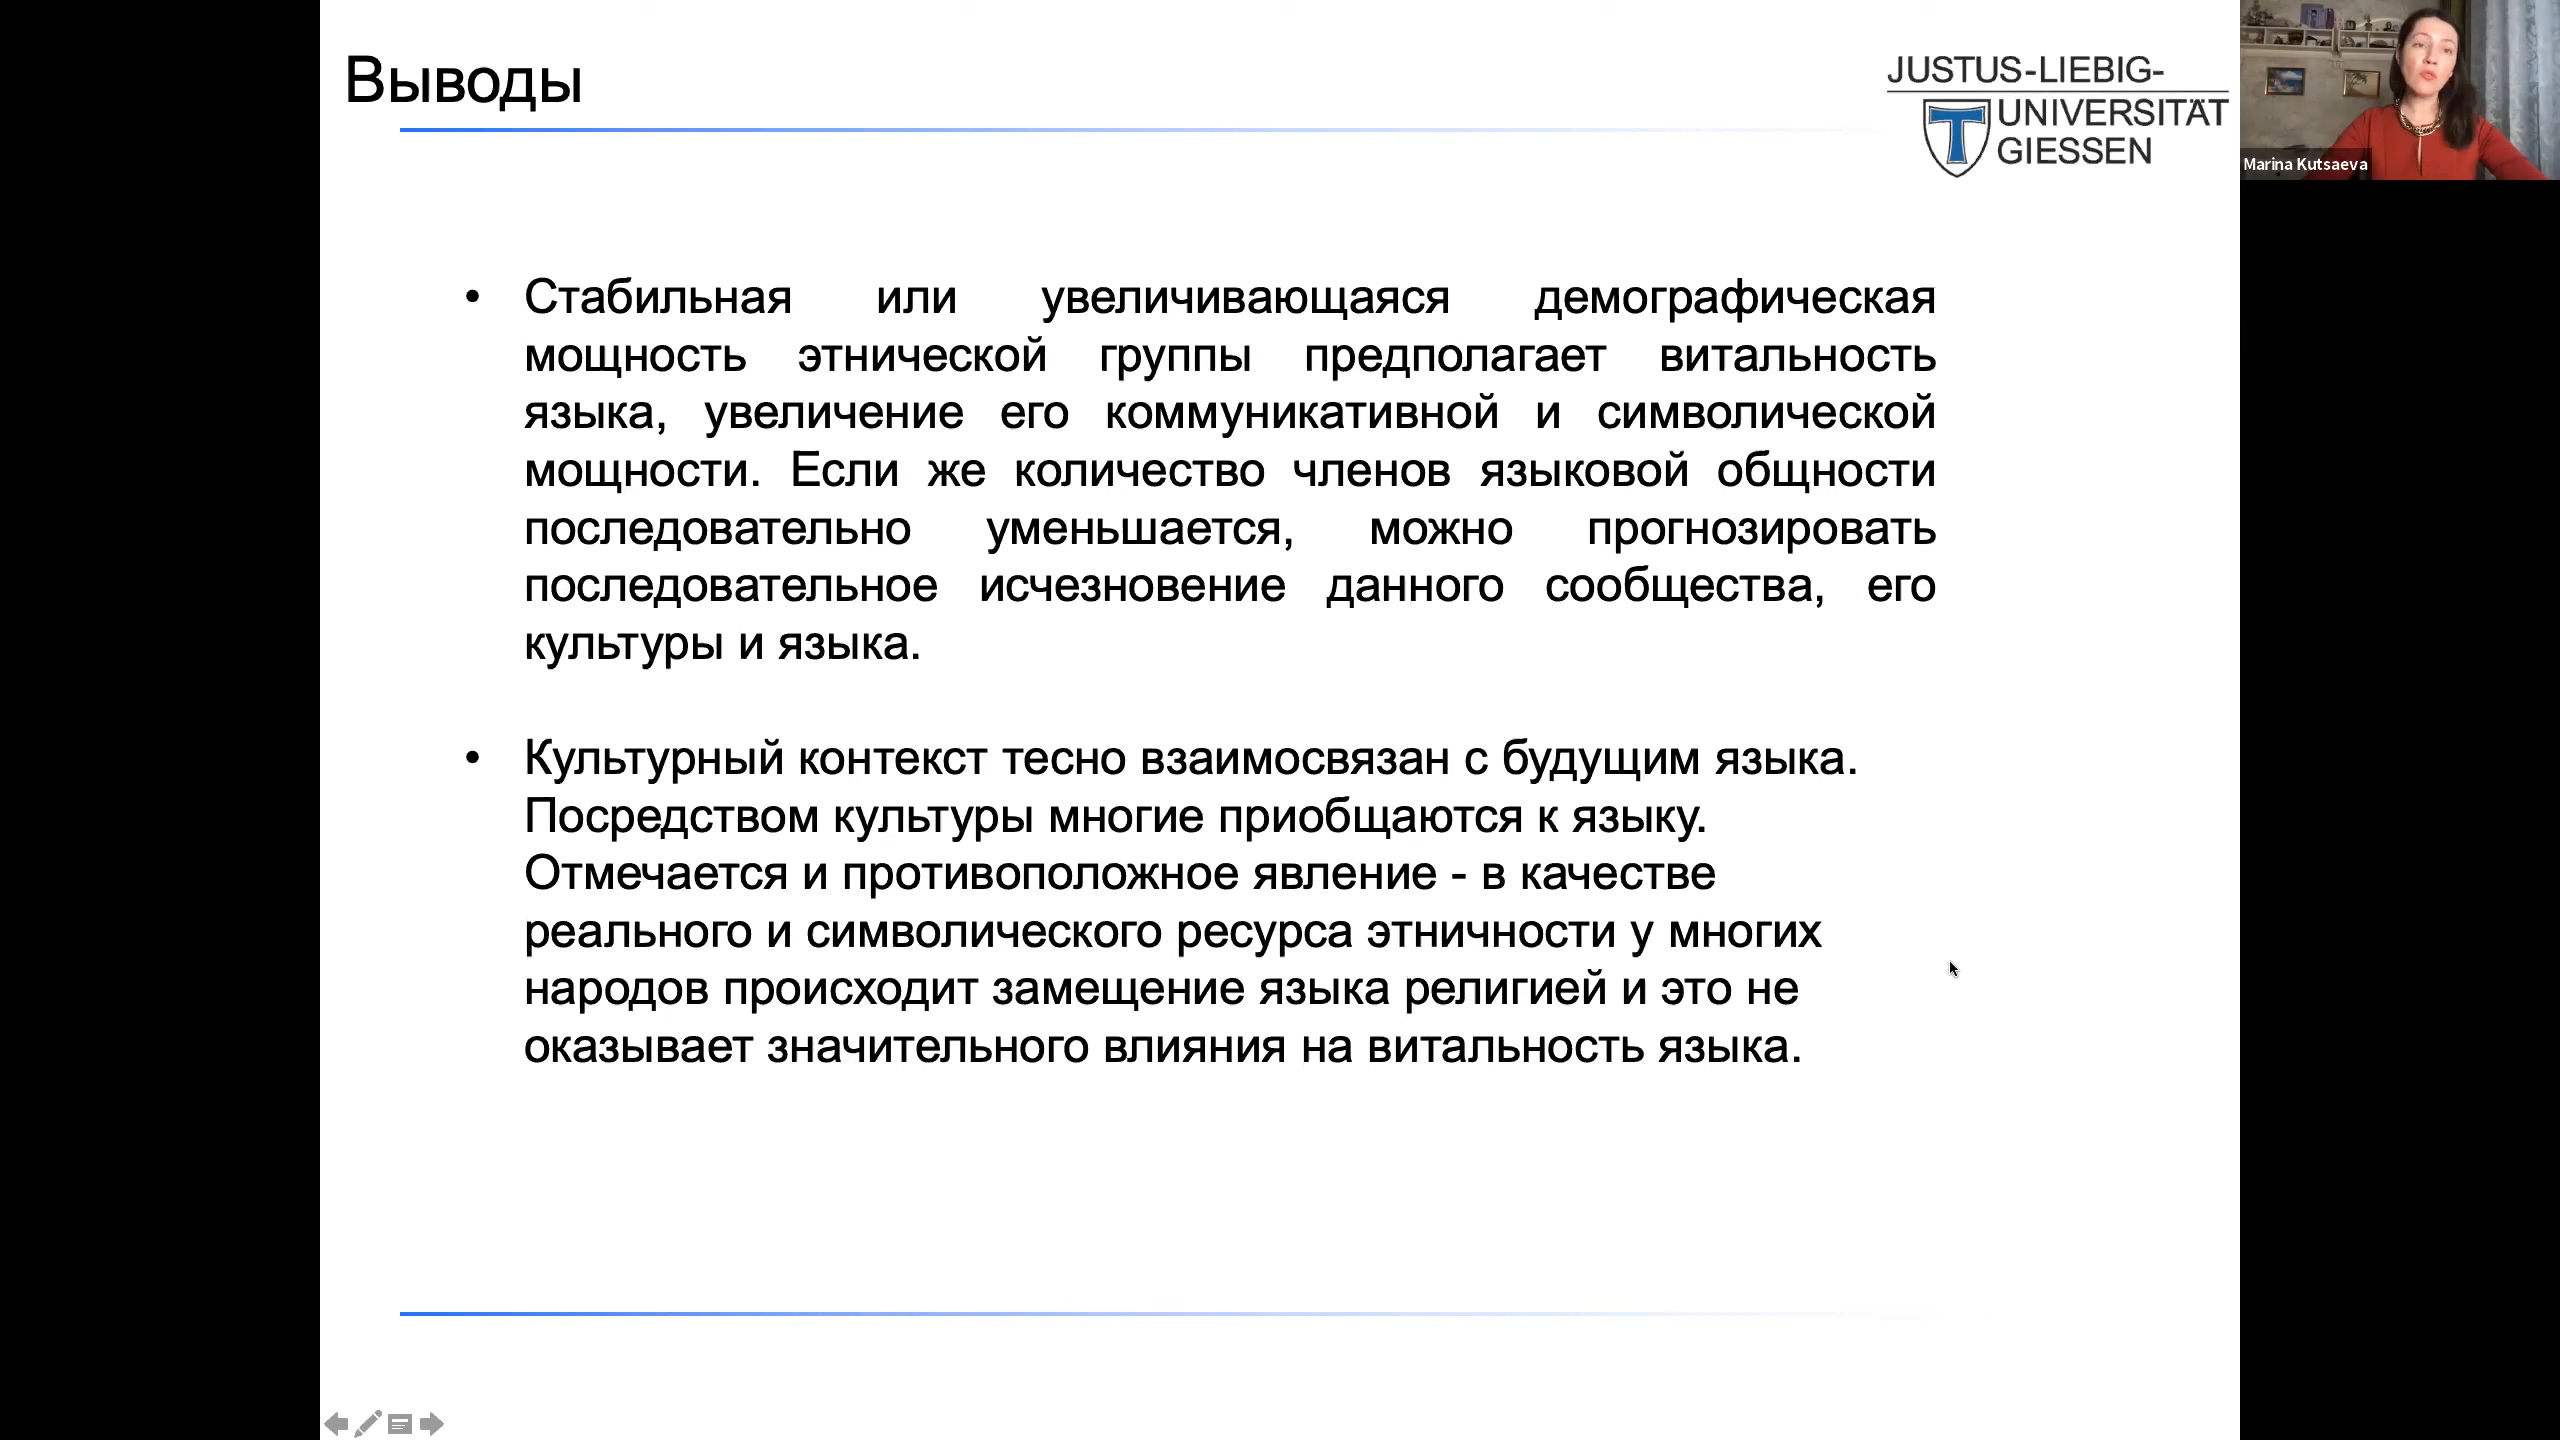 Выводы
JUSTUS-LIEBIG-
UNIVERSITÄT
GIESSEN
Marina Kutsaeva
• Стабильная или увеличивающаяся демографическая
мощность этнической группы предполагает витальность
языка, увеличение его коммуникативной и символической
мощности. Если же количество членов языковой общности
последовательно уменьшается, можно прогнозировать
последовательное исчезновение данного сообщества, его
культуры и языка.
• Культурный контекст тесно взаимосвязан с будущим языка.
Посредством культуры многие приобщаются к языку.
Отмечается и противоположное явление - в качестве
реального и символического ресурса этничности у многих
народов происходит замещение языка религией и это не
оказывает значительного влияния на витальность языка.